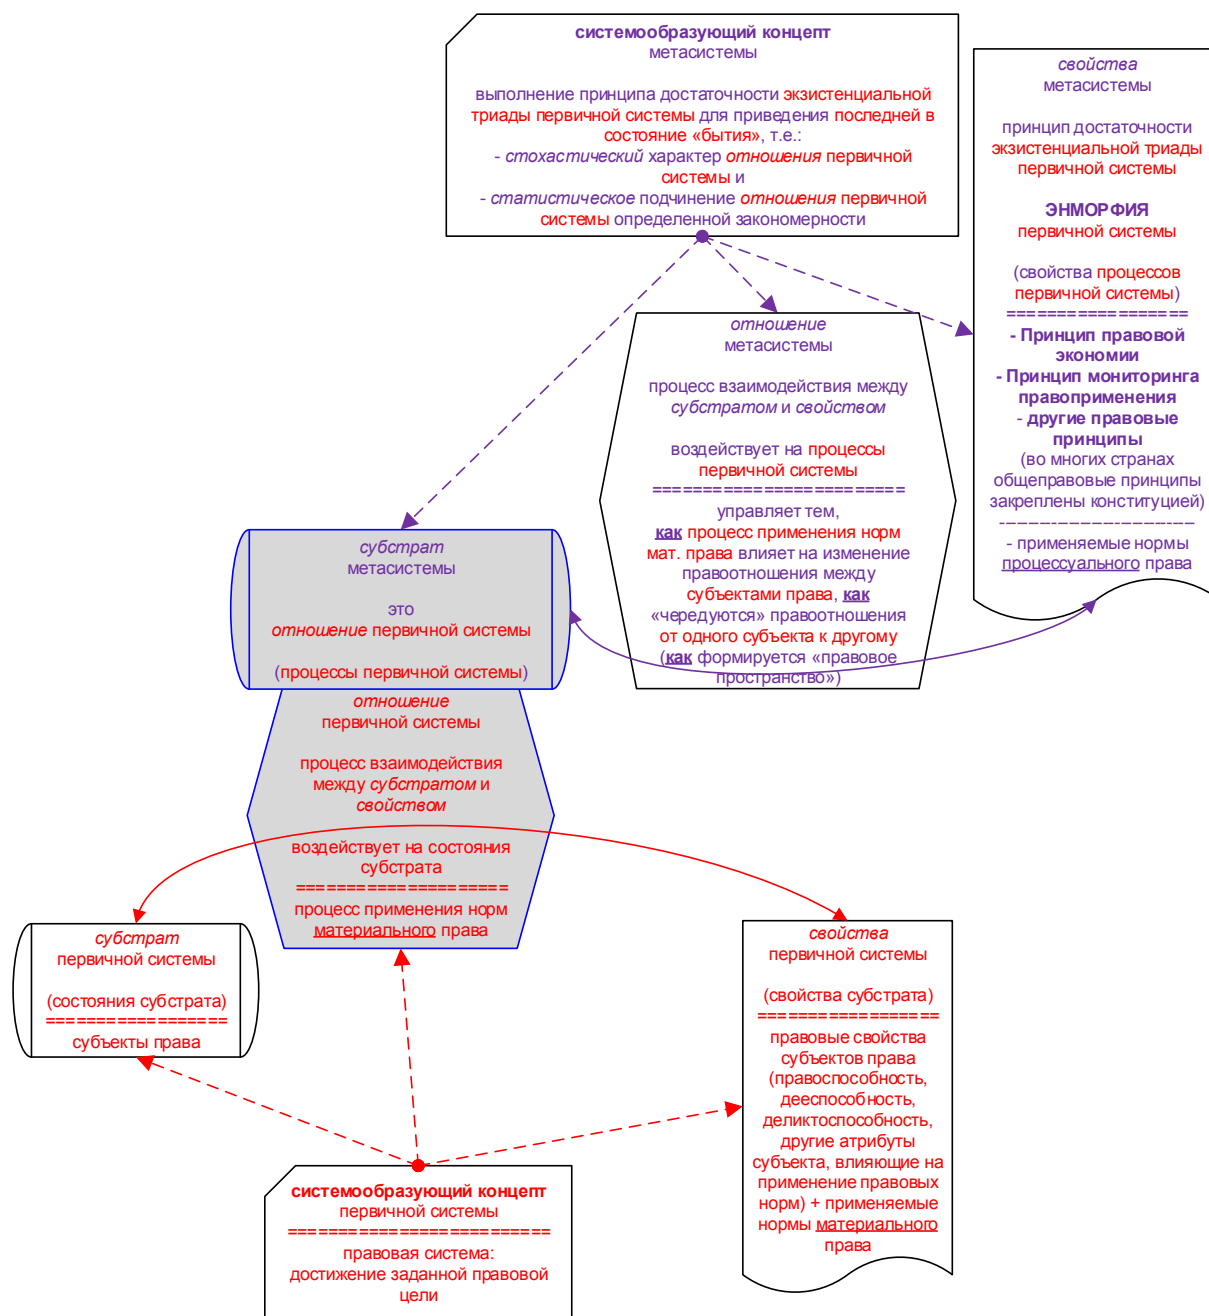 системообразующий концепт
метасистемы
выполнение принципа достаточности экзистенциальной
триады первичной системы для приведения последней в
состояние «бытия», т.е.:
- стохастический характер отношения первичной
системы и
- статистическое подчинение отношения первичной
системы определенной закономерности
свойства
метасистемы
принцип достаточности
экзистенциальной триады
первичной системы
ЭНМОРФИЯ
первичной системы
(свойства процессов
первичной системы)
==================
- Принцип правовой
экономии
- Принцип мониторинга
правоприменения
- другие правовые
принципы
(во многих странах
общеправовые принципы
закреплены конституцией)
---------------------------
- применяемые нормы
процессуального права
отношение
метасистемы
процесс взаимодействия между
субстратом и свойством
воздействует на процессы
первичной системы
=========================
управляет тем,
как процесс применения норм
мат. права влияет на изменение
правоотношения между
субъектами права, как
«чередуются» правоотношения
от одного субъекта к другому
(как формируется «правовое
пространство»)
субстрат
метасистемы
это
отношение первичной системы
(процессы первичной системы)
отношение
первичной системы
процесс взаимодействия
между субстратом и
свойством
воздействует на состояния
субстрата
=====================
процесс применения норм
материального права
субстрат
первичной системы
(состояния субстрата)
==================
субъекты права
свойства
первичной системы
(свойства субстрата)
==================
правовые свойства
субъектов права
(правоспособность,
дееспособность,
деликтоспособность,
другие атрибуты
субъекта, влияющие на
применение правовых
норм) + применяемые
нормы материального
права
системообразующий концепт
первичной системы
==========================
правовая система:
достижение заданной правовой
цели